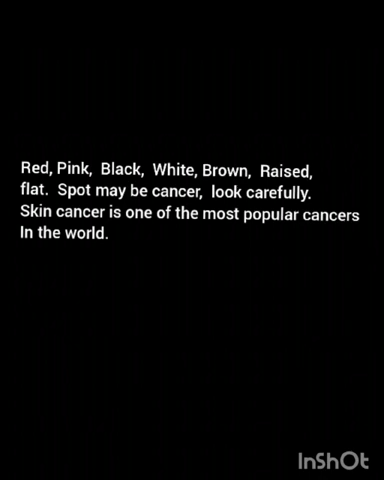 Red, Pink, Black, White, Brown, Raised,
flat. Spot may be cancer, look carefully.
Skin cancer is one of the most popular cancers
In the world.
InShOt